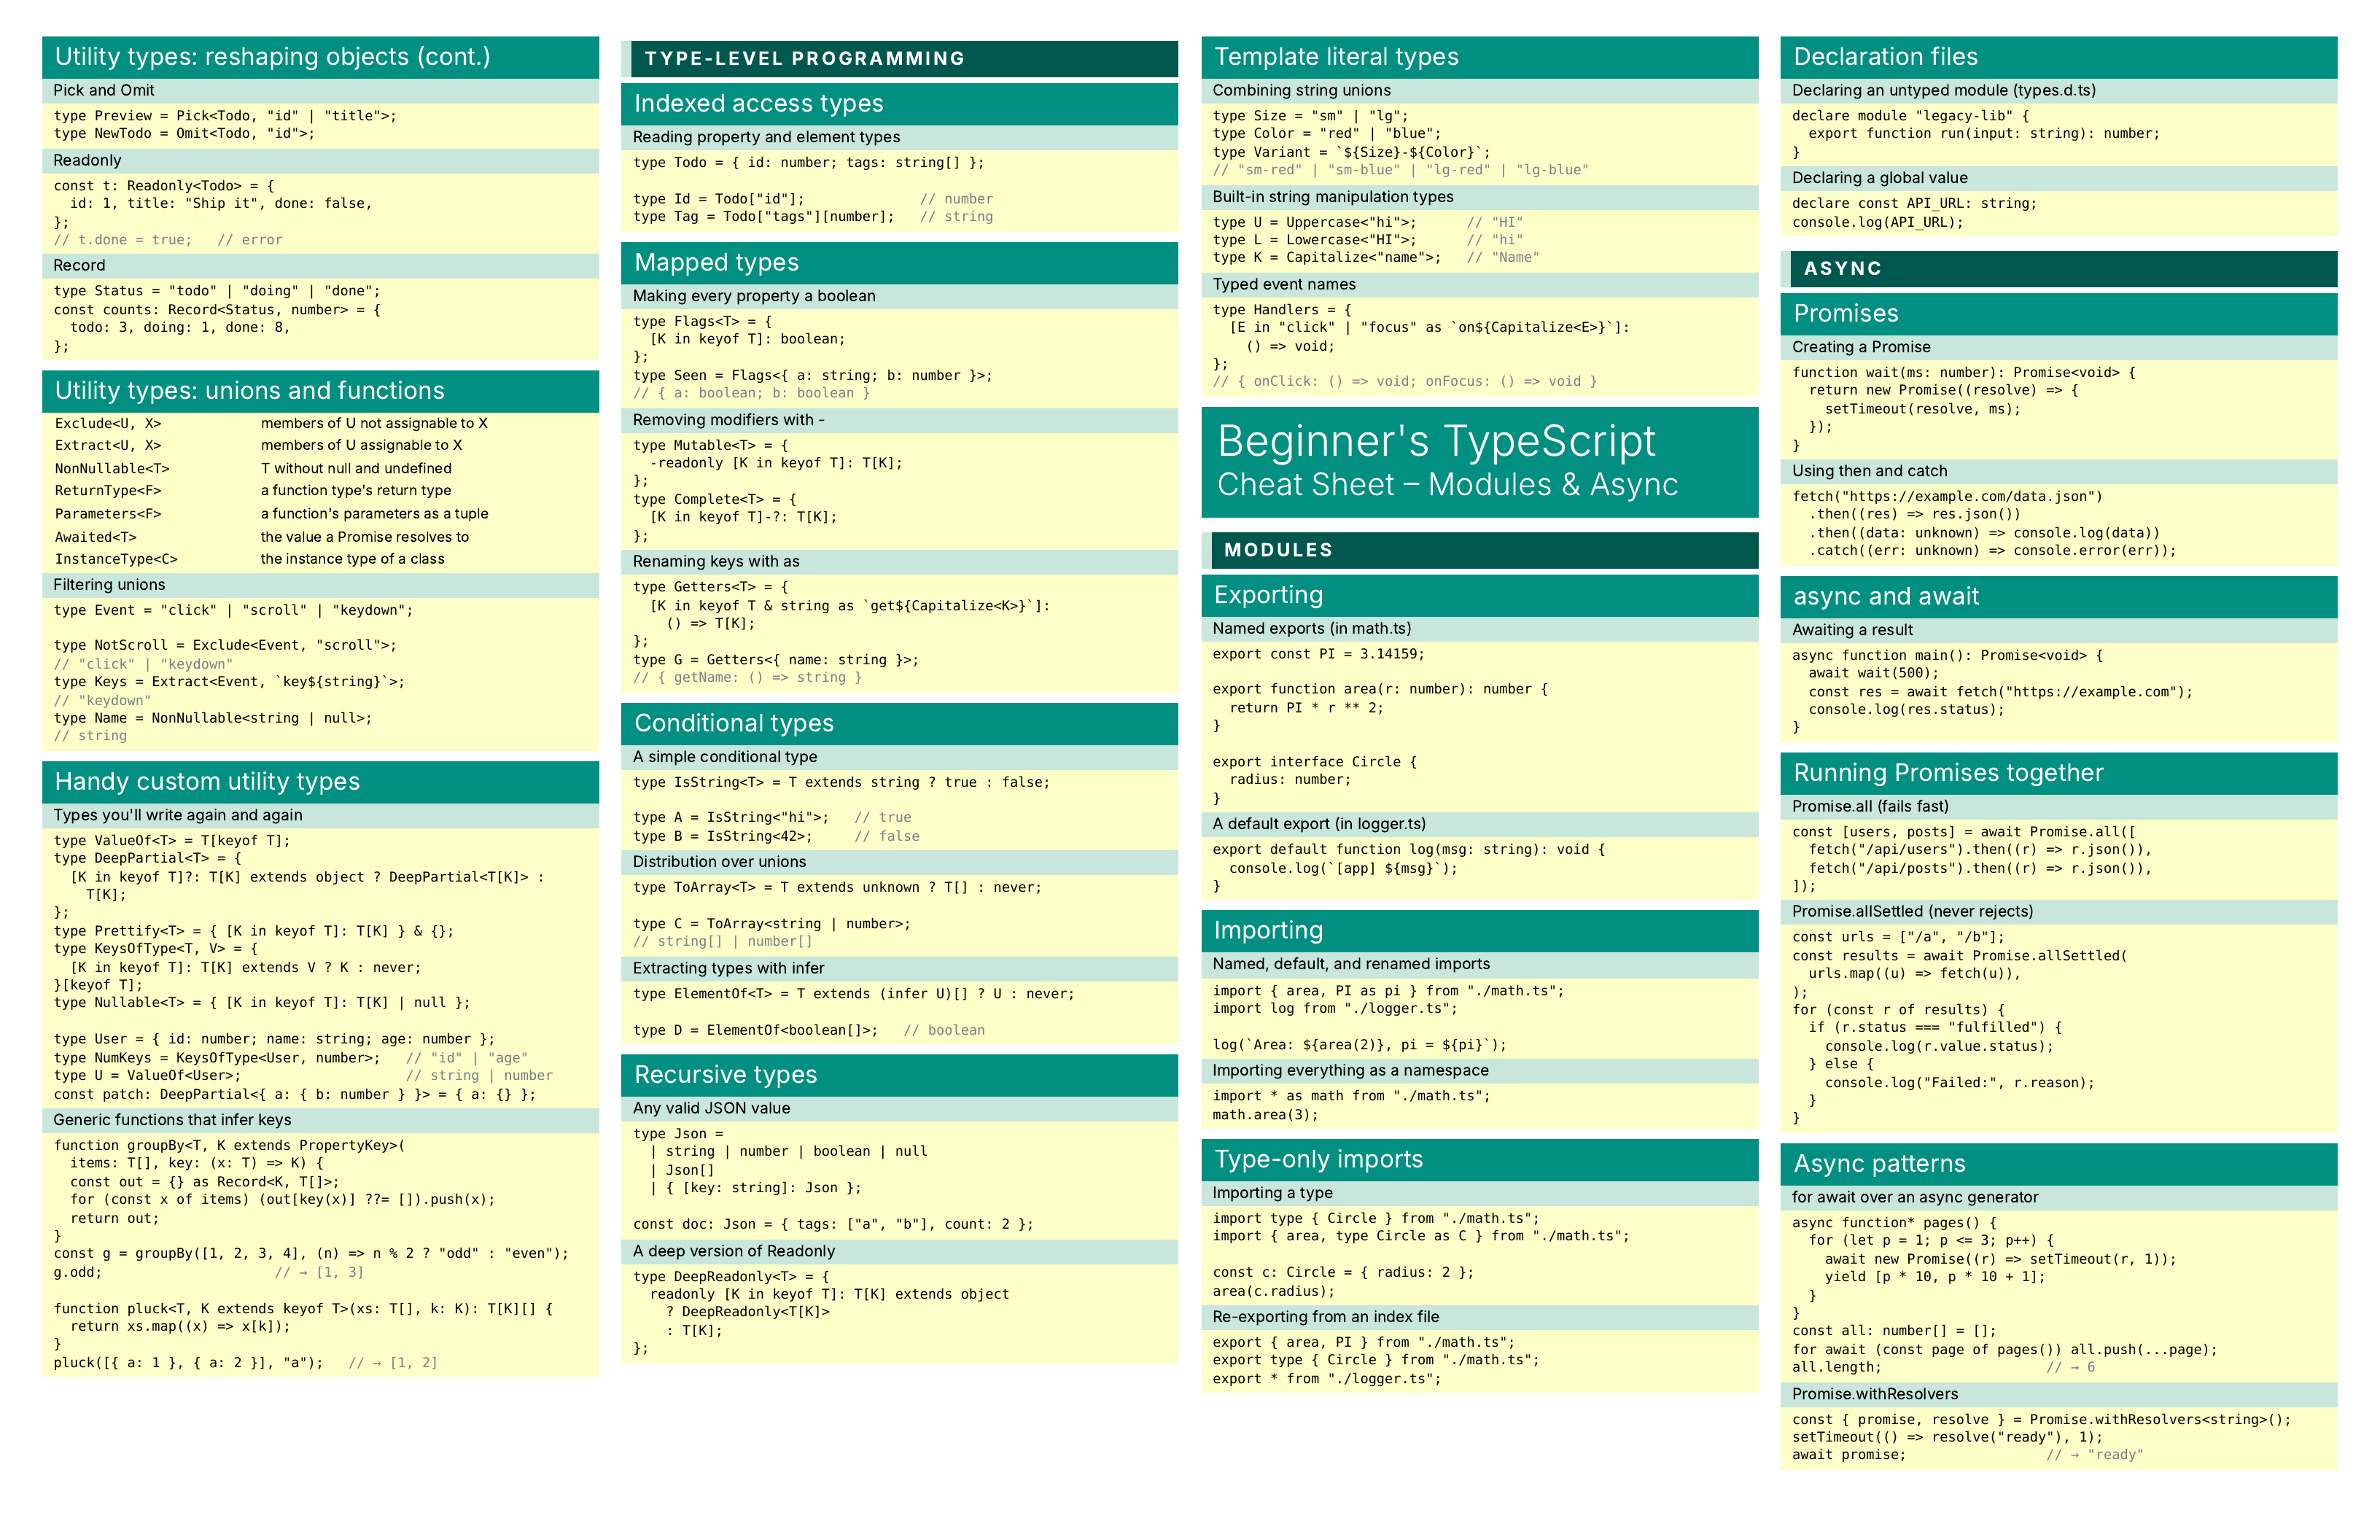 Utility types: reshaping objects (cont.)
Pick and Omit
type Preview = Pick<Todo, "id" | "title">;
type NewTodo = Omit<Todo, "id">;
Readonly
const t: Readonly<Todo> = {
  id: 1, title: "Ship it", done: false,
};
// t.done = true;   // error
Record
type Status = "todo" | "doing" | "done";
const counts: Record<Status, number> = {
  todo: 3, doing: 1, done: 8,
};
Utility types: unions and functions
Exclude<U, X>   members of U not assignable to X
Extract<U, X>   members of U assignable to X
NonNullable<T>   T without null and undefined
ReturnType<F>   a function type's return type
Parameters<F>   a function's parameters as a tuple
Awaited<T>   the value a Promise resolves to
InstanceType<C>   the instance type of a class
Filtering unions
type Event = "click" | "scroll" | "keydown";
type NotScroll = Exclude<Event, "scroll">;
// "click" | "keydown"
type Keys = Extract<Event, `key${string}`>;
// "keydown"
type Name = NonNullable<string | null>;
// string
Handy custom utility types
Types you'll write again and again
type ValueOf<T> = T[keyof T];
type DeepPartial<T> = {
  [K in keyof T]?: T[K] extends object ? DeepPartial<T[K]> :
    T[K];
};
type Prettify<T> = { [K in keyof T]: T[K] } & {};
type KeysOfType<T, V> = {
  [K in keyof T]: T[K] extends V ? K : never;
}[keyof T];
type Nullable<T> = { [K in keyof T]: T[K] | null };
type User = { id: number; name: string; age: number };
type NumKeys = KeysOfType<User, number>;   // "id" | "age"
type U = ValueOf<User>;                    // string | number
const patch: DeepPartial<{ a: { b: number } }> = { a: {} };
Generic functions that infer keys
function groupBy<T, K extends PropertyKey>(
  items: T[], key: (x: T) => K) {
  const out = {} as Record<K, T[]>;
  for (const x of items) (out[key(x)] ??= []).push(x);
  return out;
}
const g = groupBy([1, 2, 3, 4], (n) => n % 2 ? "odd" : "even");
g.odd;                     // → [1, 3]
function pluck<T, K extends keyof T>(xs: T[], k: K): T[K][] {
  return xs.map((x) => x[k]);
}
pluck([{ a: 1 }, { a: 2 }], "a");   // → [1, 2]
TYPE-LEVEL PROGRAMMING
Indexed access types
Reading property and element types
type Todo = { id: number; tags: string[] };
type Id = Todo["id"];              // number
type Tag = Todo["tags"][number];   // string
Mapped types
Making every property a boolean
type Flags<T> = {
  [K in keyof T]: boolean;
};
type Seen = Flags<{ a: string; b: number }>;
// { a: boolean; b: boolean }
Removing modifiers with -
type Mutable<T> = {
  -readonly [K in keyof T]: T[K];
};
type Complete<T> = {
  [K in keyof T]-?: T[K];
};
Renaming keys with as
type Getters<T> = {
  [K in keyof T & string as `get${Capitalize<K>}`]:
    () => T[K];
};
type G = Getters<{ name: string }>;
// { getName: () => string }
Conditional types
A simple conditional type
type IsString<T> = T extends string ? true : false;
type A = IsString<"hi">;   // true
type B = IsString<42>;     // false
Distribution over unions
type ToArray<T> = T extends unknown ? T[] : never;
type C = ToArray<string | number>;
// string[] | number[]
Extracting types with infer
type ElementOf<T> = T extends (infer U)[] ? U : never;
type D = ElementOf<boolean[]>;   // boolean
Recursive types
Any valid JSON value
type Json =
  | string | number | boolean | null
  | Json[]
  | { [key: string]: Json };
const doc: Json = { tags: ["a", "b"], count: 2 };
A deep version of Readonly
type DeepReadonly<T> = {
  readonly [K in keyof T]: T[K] extends object
    ? DeepReadonly<T[K]>
    : T[K];
};
Template literal types
Combining string unions
type Size = "sm" | "lg";
type Color = "red" | "blue";
type Variant = `${Size}-${Color}`;
// "sm-red" | "sm-blue" | "lg-red" | "lg-blue"
Built-in string manipulation types
type U = Uppercase<"hi">;      // "HI"
type L = Lowercase<"HI">;      // "hi"
type K = Capitalize<"name">;   // "Name"
Typed event names
type Handlers = {
  [E in "click" | "focus" as `on${Capitalize<E>}`]:
    () => void;
};
// { onClick: () => void; onFocus: () => void }
Beginner's TypeScript
Cheat Sheet – Modules & Async
MODULES
Exporting
Named exports (in math.ts)
export const PI = 3.14159;
export function area(r: number): number {
  return PI * r ** 2;
}
export interface Circle {
  radius: number;
}
A default export (in logger.ts)
export default function log(msg: string): void {
  console.log(`[app] ${msg}`);
}
Importing
Named, default, and renamed imports
import { area, PI as pi } from "./math.ts";
import log from "./logger.ts";
log(`Area: ${area(2)}, pi = ${pi}`);
Importing everything as a namespace
import * as math from "./math.ts";
math.area(3);
Type-only imports
Importing a type
import type { Circle } from "./math.ts";
import { area, type Circle as C } from "./math.ts";
const c: Circle = { radius: 2 };
area(c.radius);
Re-exporting from an index file
export { area, PI } from "./math.ts";
export type { Circle } from "./math.ts";
export * from "./logger.ts";
Declaration files
Declaring an untyped module (types.d.ts)
declare module "legacy-lib" {
  export function run(input: string): number;
}
Declaring a global value
declare const API_URL: string;
console.log(API_URL);
ASYNC
Promises
Creating a Promise
function wait(ms: number): Promise<void> {
  return new Promise((resolve) => {
    setTimeout(resolve, ms);
  });
}
Using then and catch
fetch("https://example.com/data.json")
  .then((res) => res.json())
  .then((data: unknown) => console.log(data))
  .catch((err: unknown) => console.error(err));
async and await
Awaiting a result
async function main(): Promise<void> {
  await wait(500);
  const res = await fetch("https://example.com");
  console.log(res.status);
}
Running Promises together
Promise.all (fails fast)
const [users, posts] = await Promise.all([
  fetch("/api/users").then((r) => r.json()),
  fetch("/api/posts").then((r) => r.json()),
]);
Promise.allSettled (never rejects)
const urls = ["/a", "/b"];
const results = await Promise.allSettled(
  urls.map((u) => fetch(u)),
);
for (const r of results) {
  if (r.status === "fulfilled") {
    console.log(r.value.status);
  } else {
    console.log("Failed:", r.reason);
  }
}
Async patterns
for await over an async generator
async function* pages() {
  for (let p = 1; p <= 3; p++) {
    await new Promise((r) => setTimeout(r, 1));
    yield [p * 10, p * 10 + 1];
  }
}
const all: number[] = [];
for await (const page of pages()) all.push(...page);
all.length;                    // → 6
Promise.withResolvers
const { promise, resolve } = Promise.withResolvers<string>();
setTimeout(() => resolve("ready"), 1);
await promise;                 // → "ready"